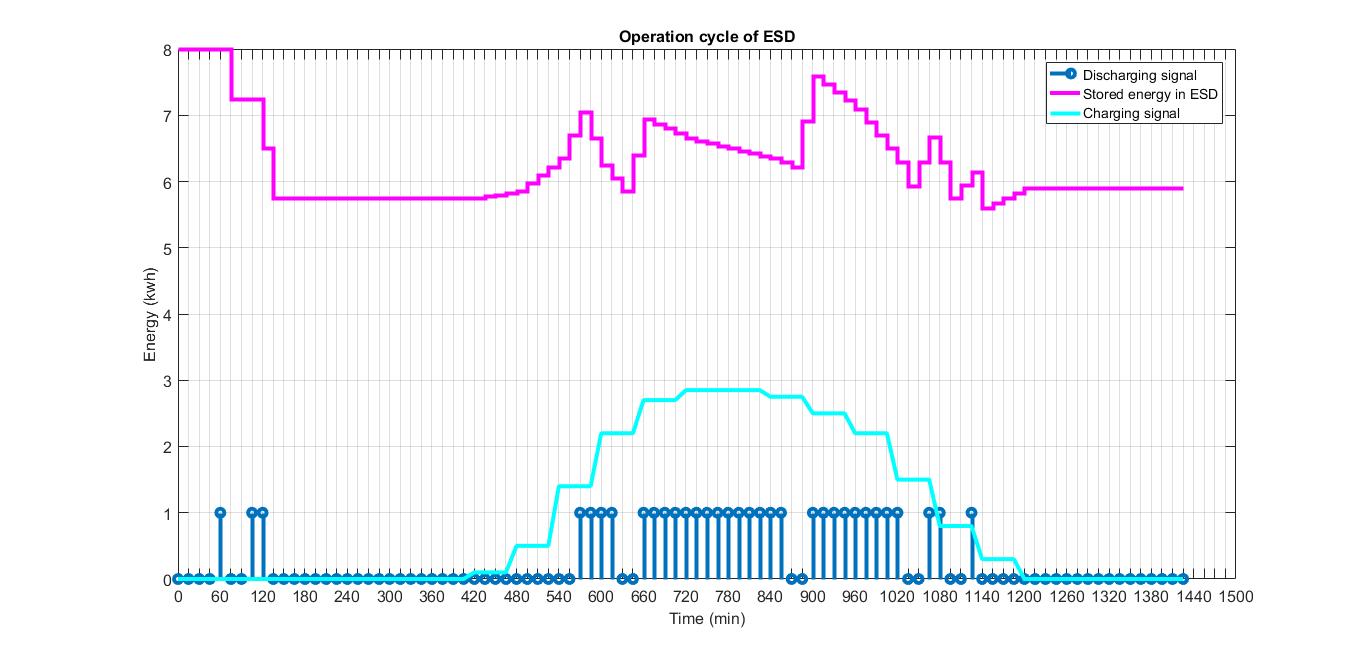 Operation cycle of ESD
Discharging signal
Stored energy in ESD
Charging signal
8
7
6
5
4
3
2
1
0
Energy (kwh)
0 60 120 180 240 300 360 420 480 540 600 660 720 780 840 900 960 1020 1080 1140 1200 1260 1320 1380 1440 1500
Time (min)